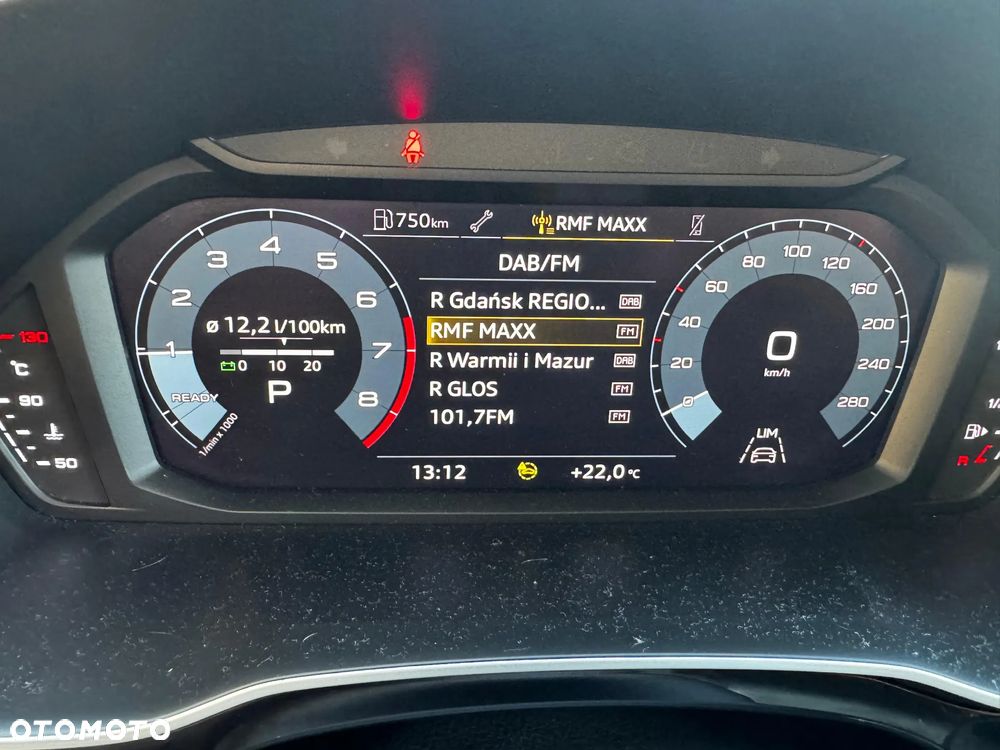 750km
RMF MAXX
DAB/FM
R Gdańsk REGIO... DAB
RMF MAXX FM
R Warmii i Mazur DAB
R GLOS FM
101,7FM FM
13:12
+22,0°C
ø 12,2 l/100km
0 10 20
P
READY
1 2 3 4 5 6 7 8
1/min x 1000
0 20 40 60 80 100 120 160 200 240 280
0
km/h
LIM
130
°C
90
50
R
OTOMOTO